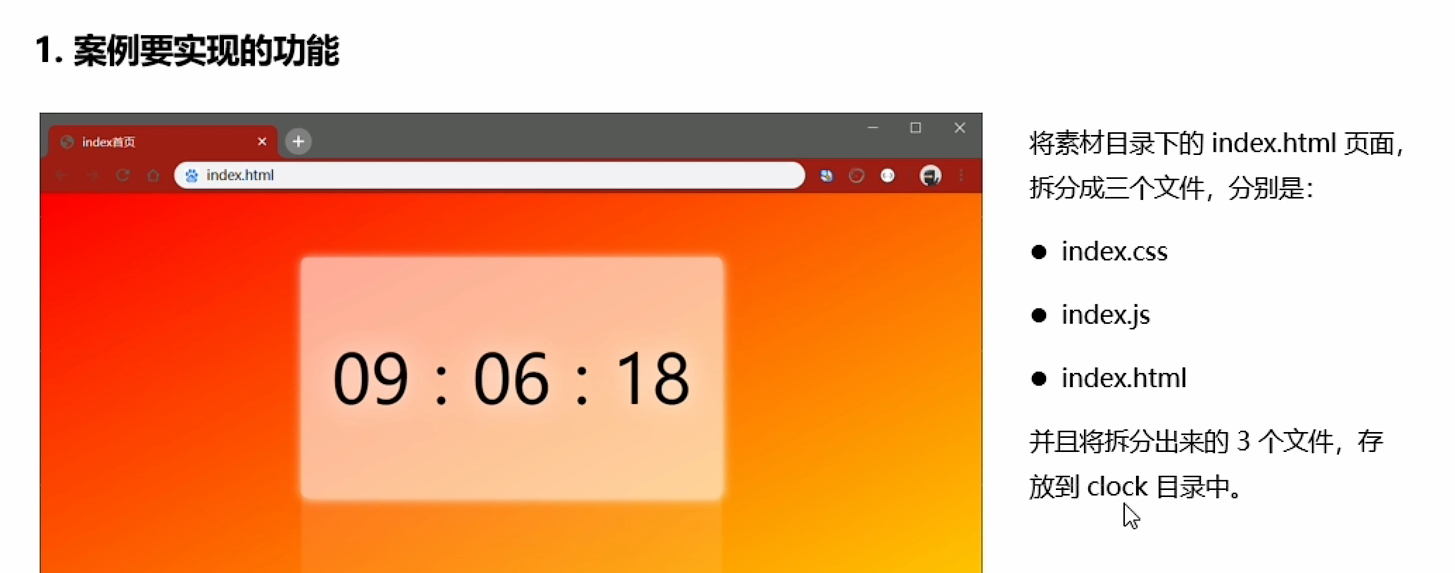 1. 案例要实现的功能
index首页
index.html
09 : 06 : 18
将素材目录下的 index.html 页面，
拆分成三个文件，分别是：
● index.css
● index.js
● index.html
并且将拆分出来的 3 个文件，存
放到 clock 目录中。